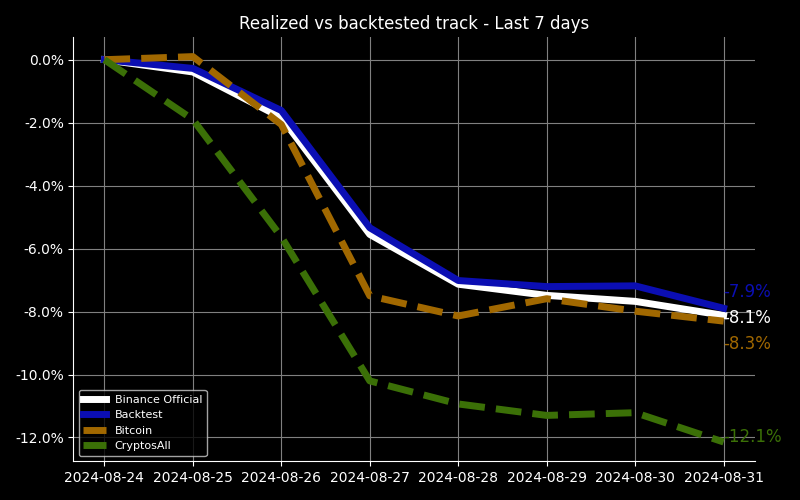 Realized vs backtested track - Last 7 days
0.0%
-2.0%
-4.0%
-6.0%
-8.0%
-10.0%
-12.0%
-7.9%
-8.1%
-8.3%
-12.1%
Binance Official
Backtest
Bitcoin
CryptosAll
2024-08-24 2024-08-25 2024-08-26 2024-08-27 2024-08-28 2024-08-29 2024-08-30 2024-08-31